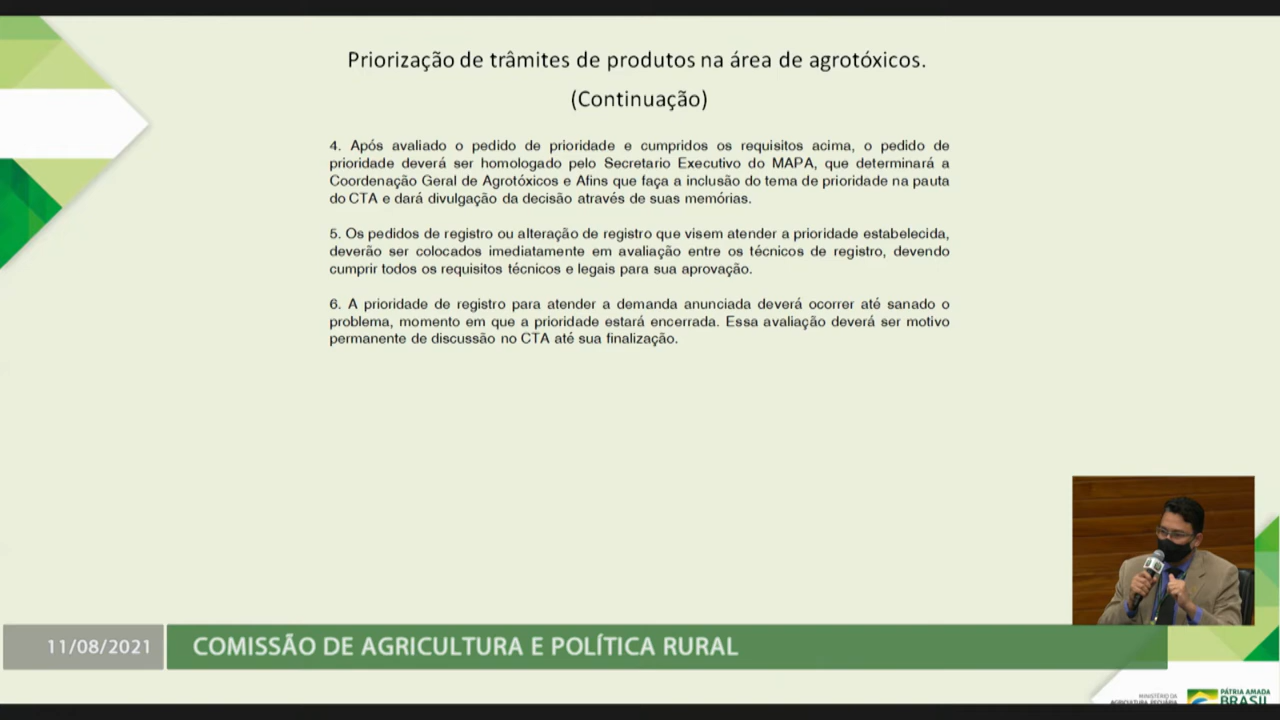 Priorização de trâmites de produtos na área de agrotóxicos.
(Continuação)
4. Após avaliado o pedido de prioridade e cumpridos os requisitos acima, o pedido de
prioridade deverá ser homologado pelo Secretario Executivo do MAPA, que determinará a
Coordenação Geral de Agrotóxicos e Afins que faça a inclusão do tema de prioridade na pauta
do CTA e dará divulgação da decisão através de suas memórias.
5. Os pedidos de registro ou alteração de registro que visem atender a prioridade estabelecida,
deverão ser colocados imediatamente em avaliação entre os técnicos de registro, devendo
cumprir todos os requisitos técnicos e legais para sua aprovação.
6. A prioridade de registro para atender a demanda anunciada deverá ocorrer até sanado o
problema, momento em que a prioridade estará encerrada. Essa avaliação deverá ser motivo
permanente de discussão no CTA até sua finalização.
11/08/2021
COMISSÃO DE AGRICULTURA E POLÍTICA RURAL
MINISTÉRIO DA
AGRICULTURA, PECUÁRIA
PÁTRIA AMADA
BRASIL